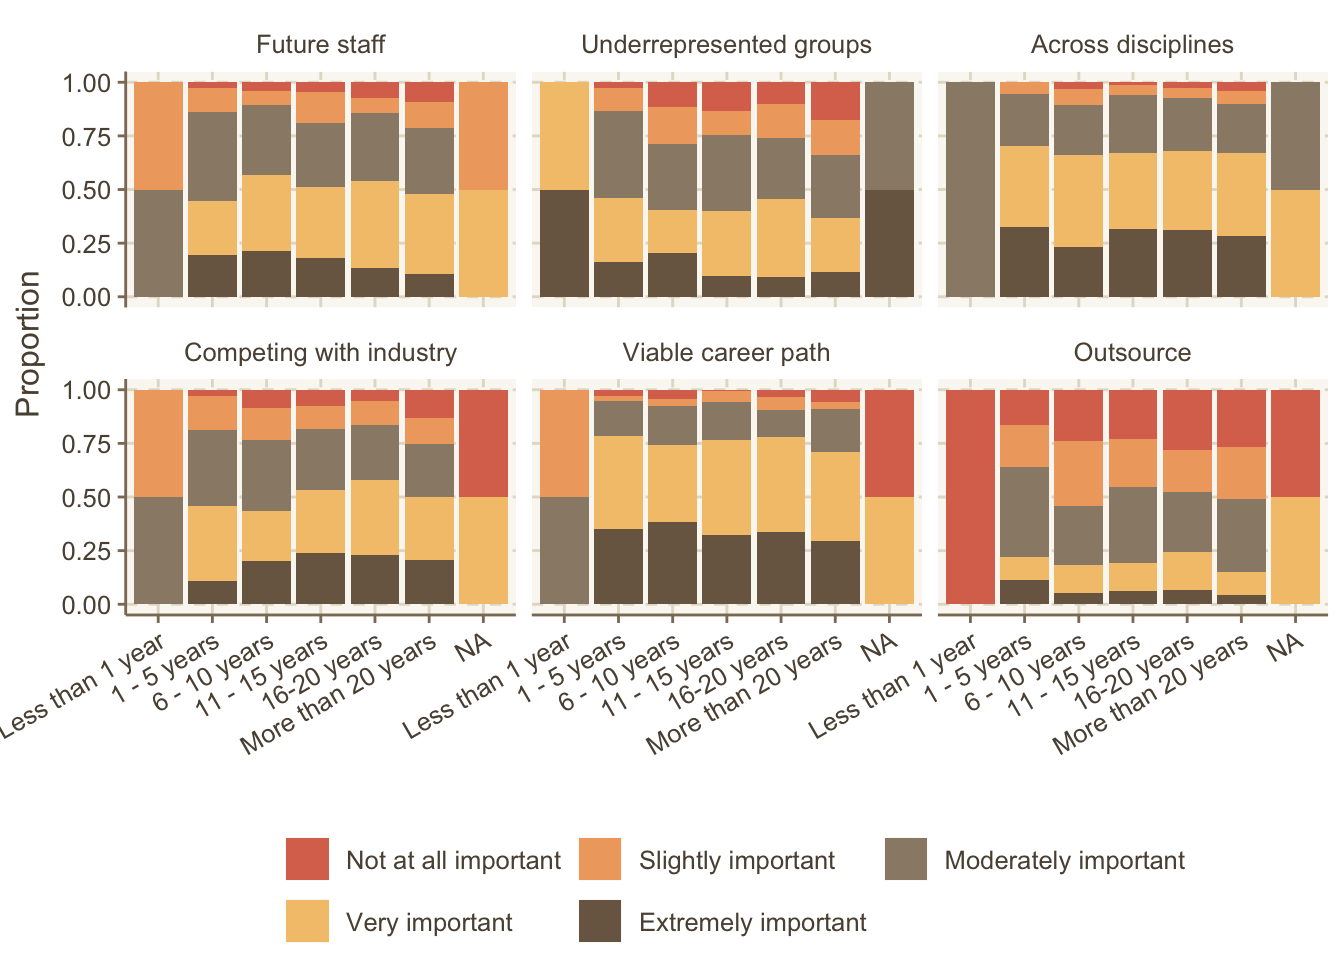 Future staff
Underrepresented groups
Across disciplines
Proportion
1.00
0.75
0.50
0.25
0.00
Competing with industry
Viable career path
Outsource
1.00
0.75
0.50
0.25
0.00
Less than 1 year
1 - 5 years
6 - 10 years
11 - 15 years
16-20 years
More than 20 years
NA
Less than 1 year
1 - 5 years
6 - 10 years
11 - 15 years
16-20 years
More than 20 years
NA
Less than 1 year
1 - 5 years
6 - 10 years
11 - 15 years
16-20 years
More than 20 years
NA
Not at all important
Slightly important
Moderately important
Very important
Extremely important